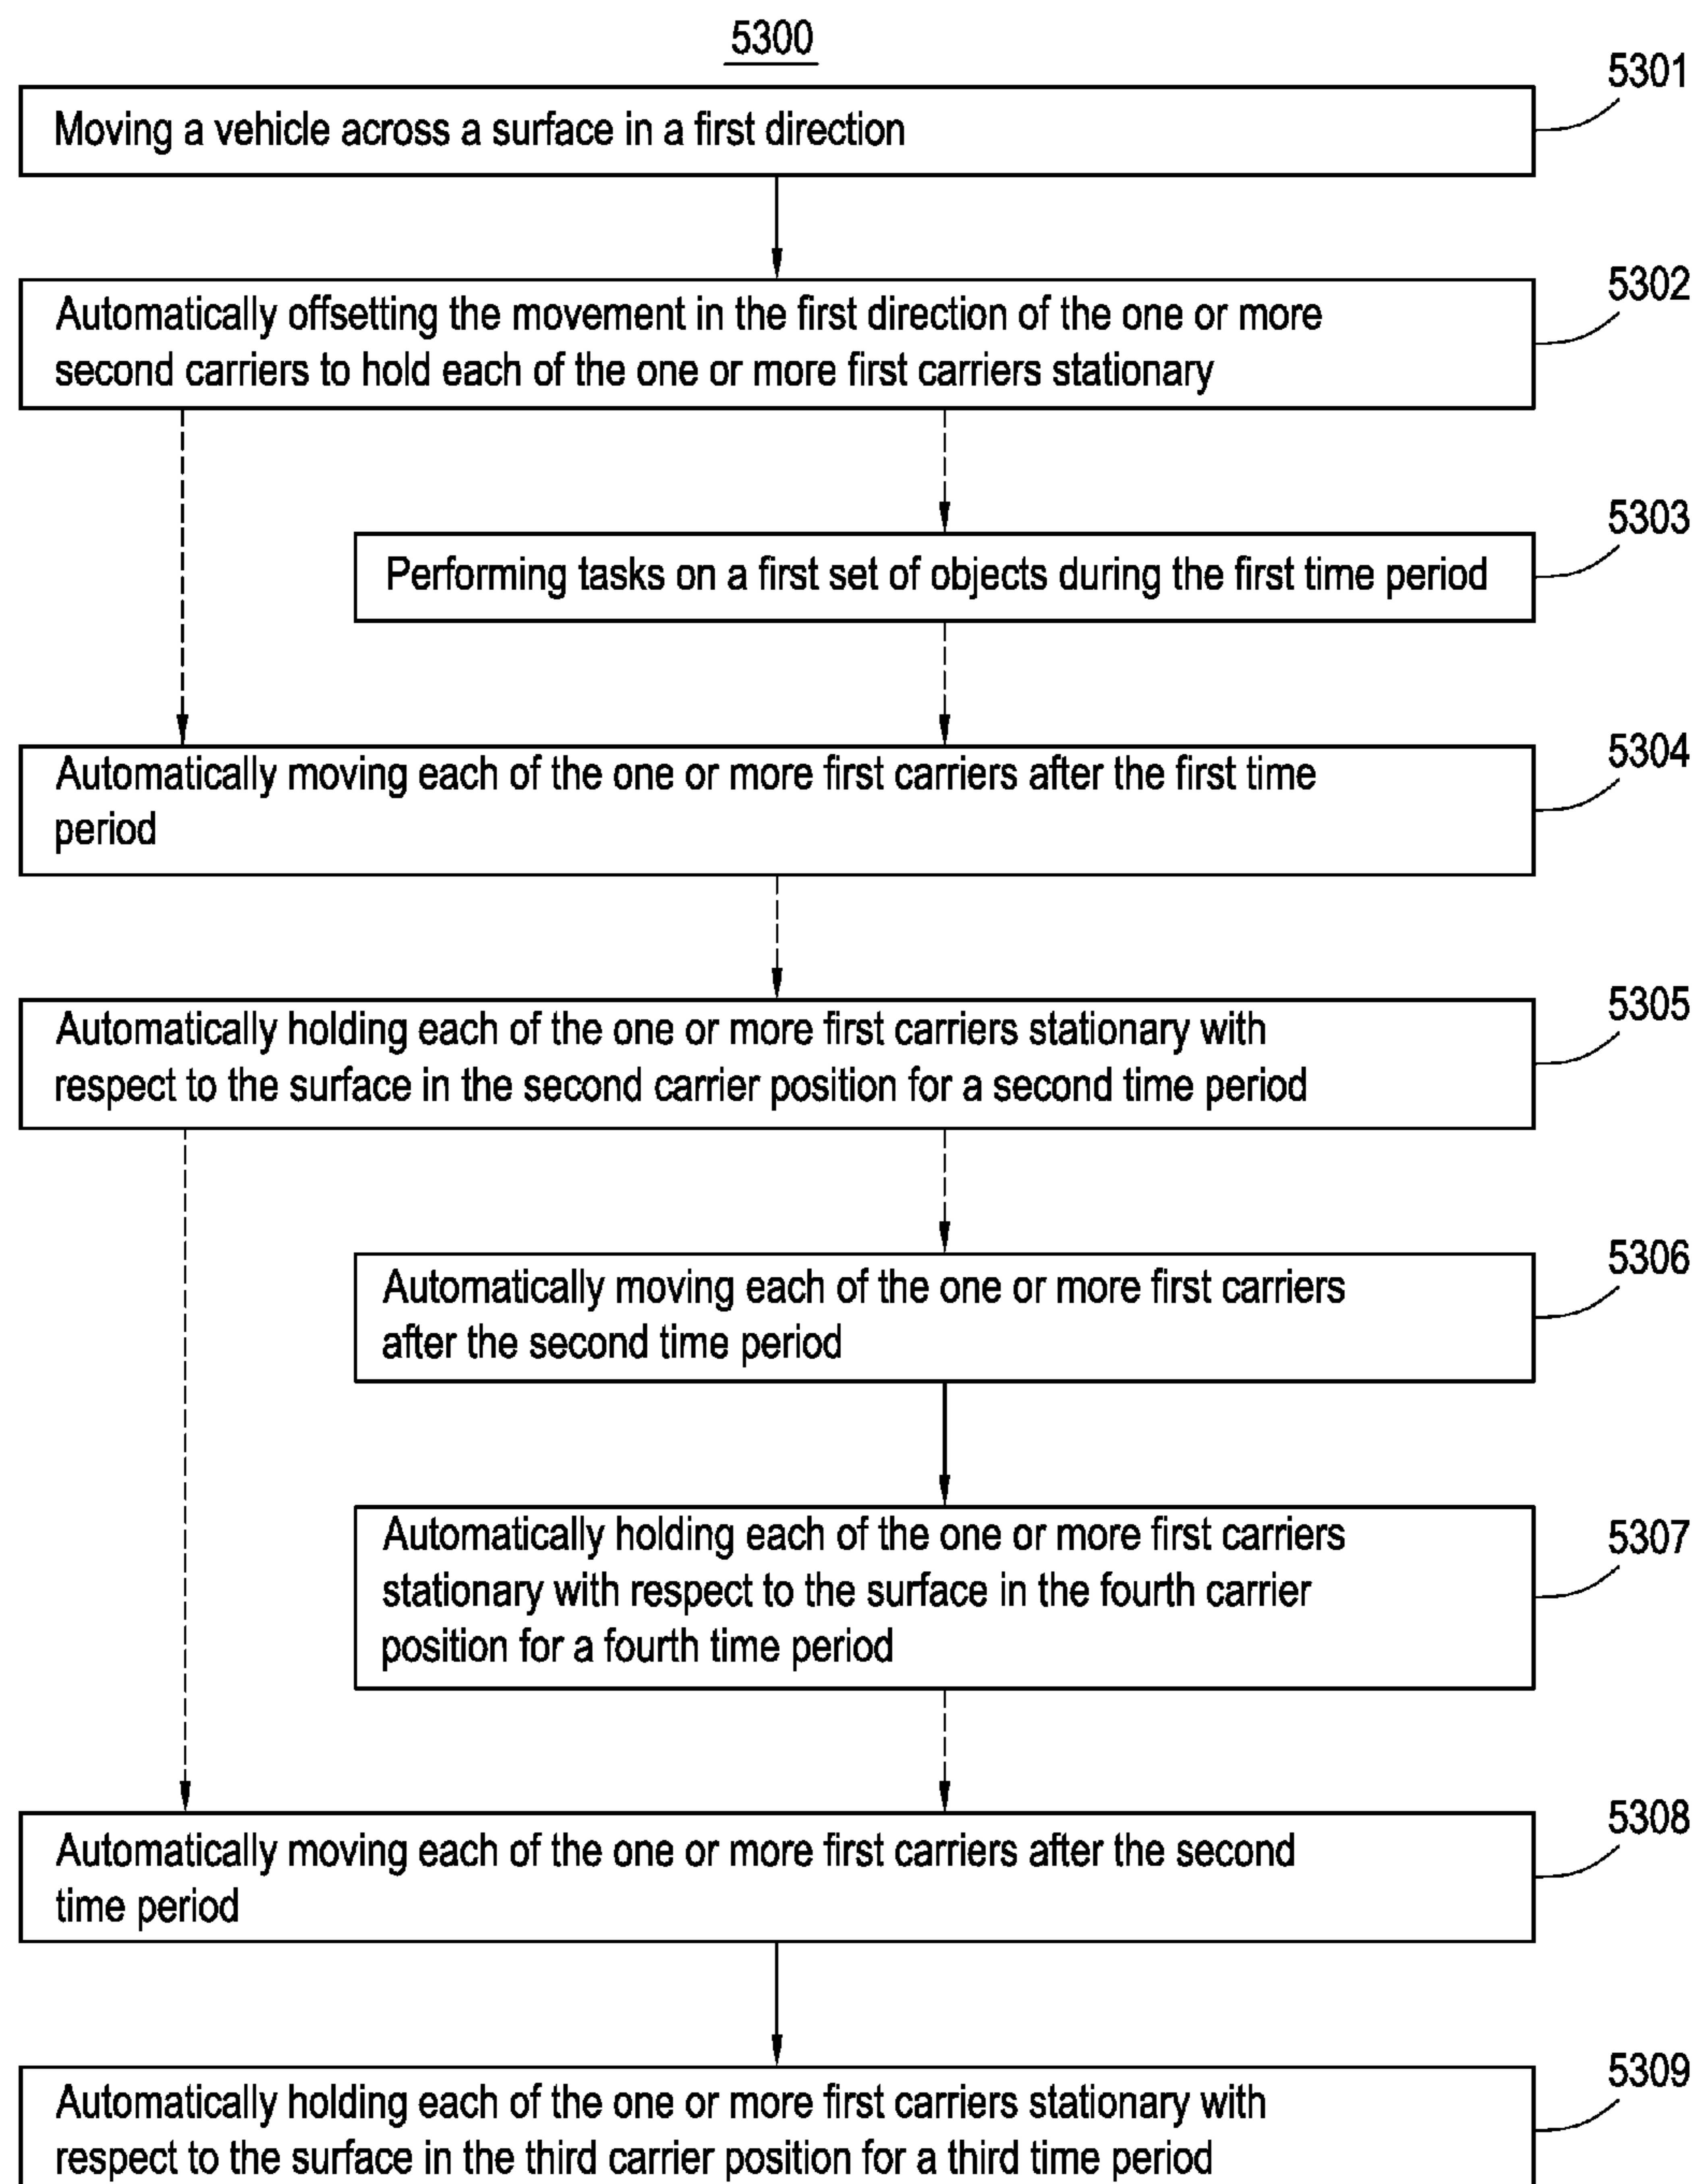 5300
5301
Moving a vehicle across a surface in a first direction
5302
Automatically offsetting the movement in the first direction of the one or more
second carriers to hold each of the one or more first carriers stationary
5303
Performing tasks on a first set of objects during the first time period
5304
Automatically moving each of the one or more first carriers after the first time
period
5305
Automatically holding each of the one or more first carriers stationary with
respect to the surface in the second carrier position for a second time period
5306
Automatically moving each of the one or more first carriers
after the second time period
5307
Automatically holding each of the one or more first carriers
stationary with respect to the surface in the fourth carrier
position for a fourth time period
5308
Automatically moving each of the one or more first carriers after the second
time period
5309
Automatically holding each of the one or more first carriers stationary with
respect to the surface in the third carrier position for a third time period